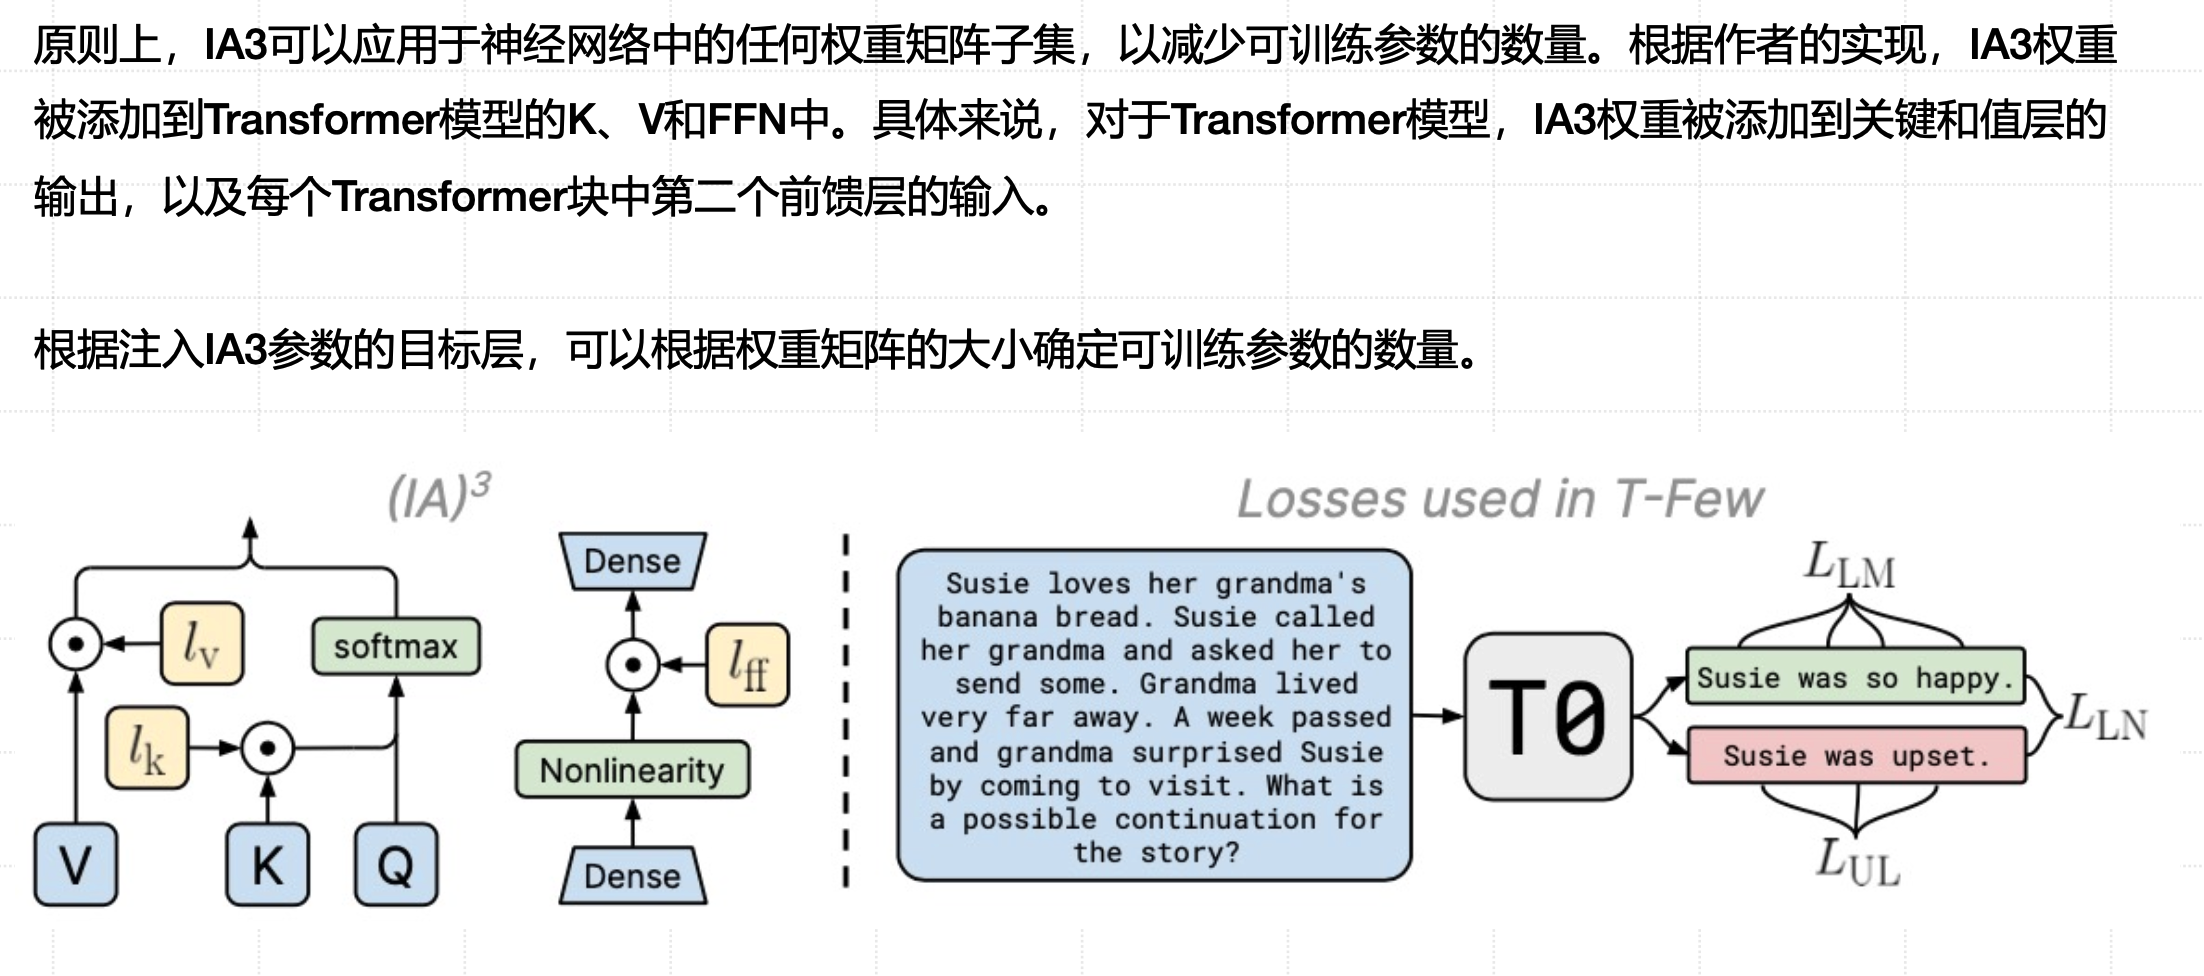 原则上，IA3可以应用于神经网络中的任何权重矩阵子集，以减少可训练参数的数量。根据作者的实现，IA3权重
被添加到Transformer模型的K、V和FFN中。具体来说，对于Transformer模型，IA3权重被添加到关键和值层的
输出，以及每个Transformer块中第二个前馈层的输入。
根据注入IA3参数的目标层，可以根据权重矩阵的大小确定可训练参数的数量。
(IA)³
Dense
l_v
softmax
l_ff
l_k
Nonlinearity
V
K
Q
Dense
Losses used in T-Few
Susie loves her grandma's
banana bread. Susie called
her grandma and asked her to
send some. Grandma lived
very far away. A week passed
and grandma surprised Susie
by coming to visit. What is
a possible continuation for
the story?
T0
L_LM
Susie was so happy.
L_LN
Susie was upset.
L_UL